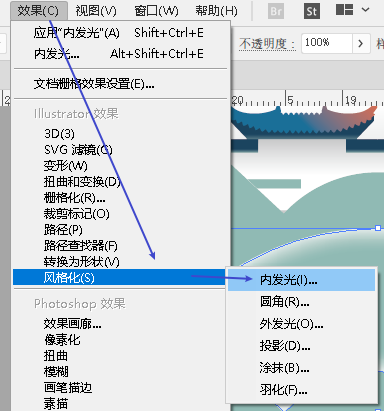 效果(C) 视图(V) 窗口(W) 帮助(H) Br St
应用“内发光”(A) Shift+Ctrl+E
内发光... Alt+Shift+Ctrl+E
不透明度: 100%
文档栅格效果设置(E)...
20 19
Illustrator 效果
3D(3)
SVG 滤镜(G)
变形(W)
扭曲和变换(D)
栅格化(R)...
裁剪标记(O)
路径(P)
路径查找器(F)
转换为形状(V)
风格化(S)
内发光(I)...
圆角(R)...
外发光(O)...
投影(D)...
涂抹(B)...
羽化(F)...
Photoshop 效果
效果画廊...
像素化
扭曲
模糊
画笔描边
素描